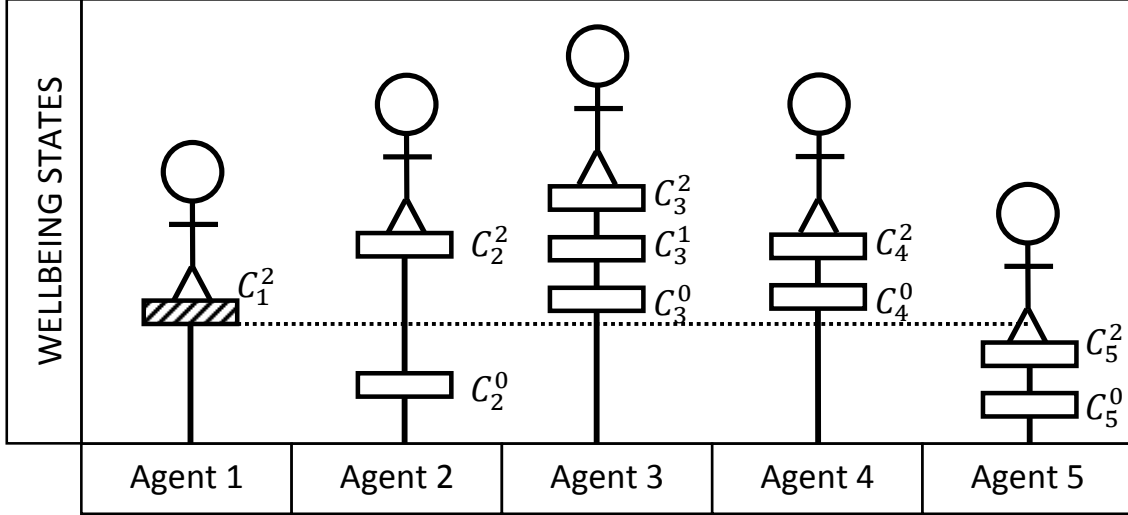 WELLBEING STATES
C_1^2
C_2^2
C_2^0
C_3^2
C_3^1
C_3^0
C_4^2
C_4^0
C_5^2
C_5^0
Agent 1
Agent 2
Agent 3
Agent 4
Agent 5